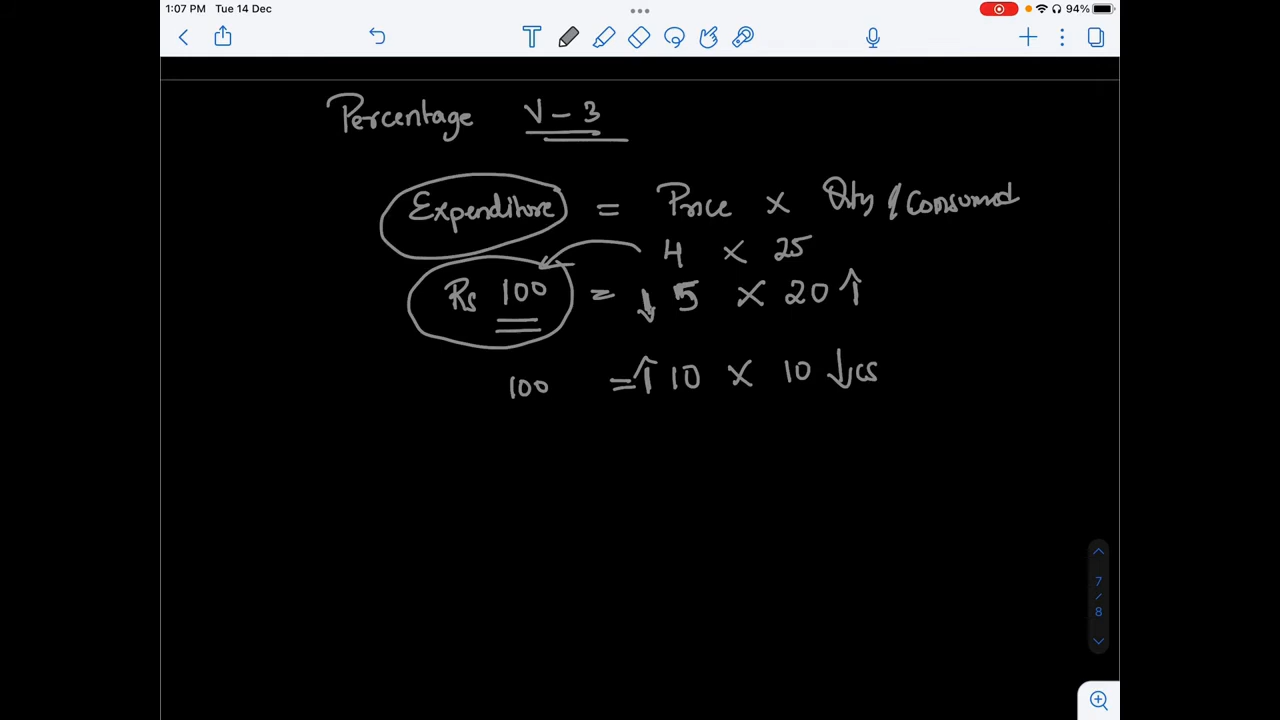 1:07 PM Tue 14 Dec 94%
Percentage V-3
Expenditure = Price × Qty Consumed
4 × 25
Rs 100 = ↓ 5 × 20 ↑
100 = ↑ 10 × 10 ↓
7
/
8